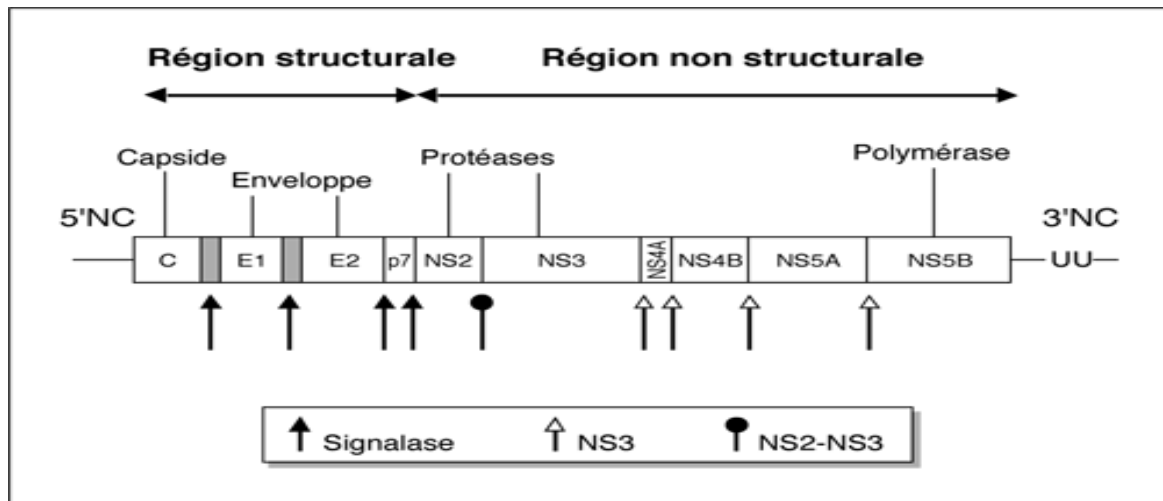 Région structurale Région non structurale
Capside Protéases Polymérase
Enveloppe
5'NC 3'NC
C E1 E2 p7 NS2 NS3 NS4A NS4B NS5A NS5B UU
Signalase NS3 NS2-NS3